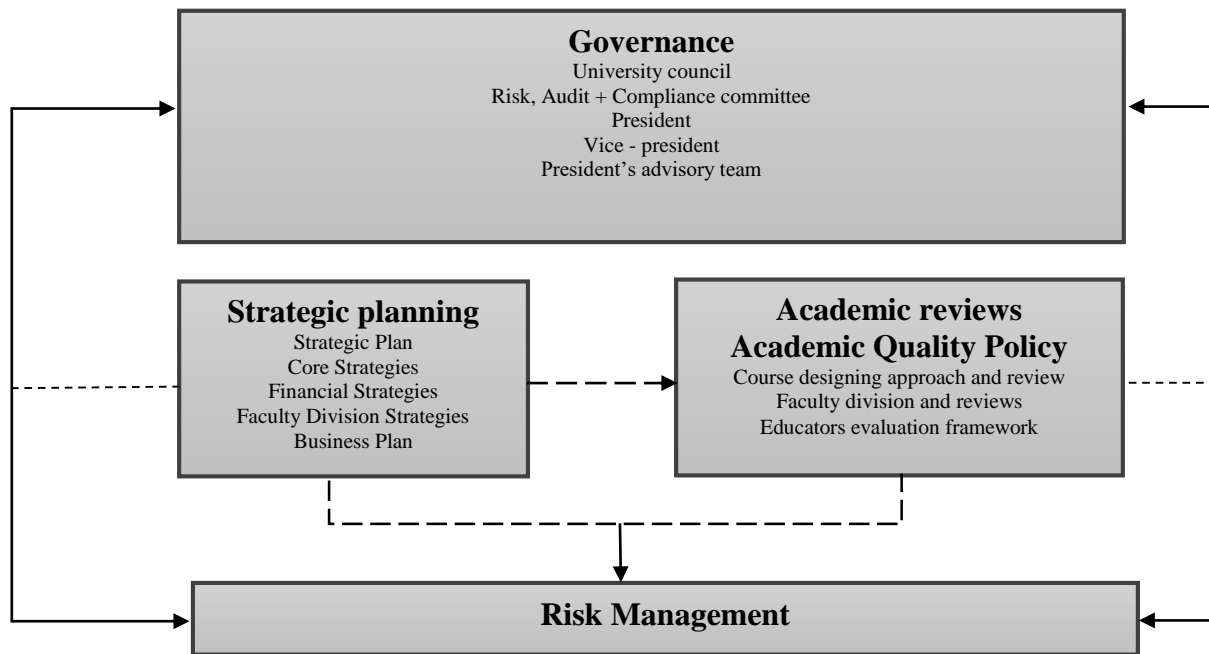 Governance
University council
Risk, Audit + Compliance committee
President
Vice - president
President’s advisory team
Strategic planning
Strategic Plan
Core Strategies
Financial Strategies
Faculty Division Strategies
Business Plan
Academic reviews
Academic Quality Policy
Course designing approach and review
Faculty division and reviews
Educators evaluation framework
Risk Management